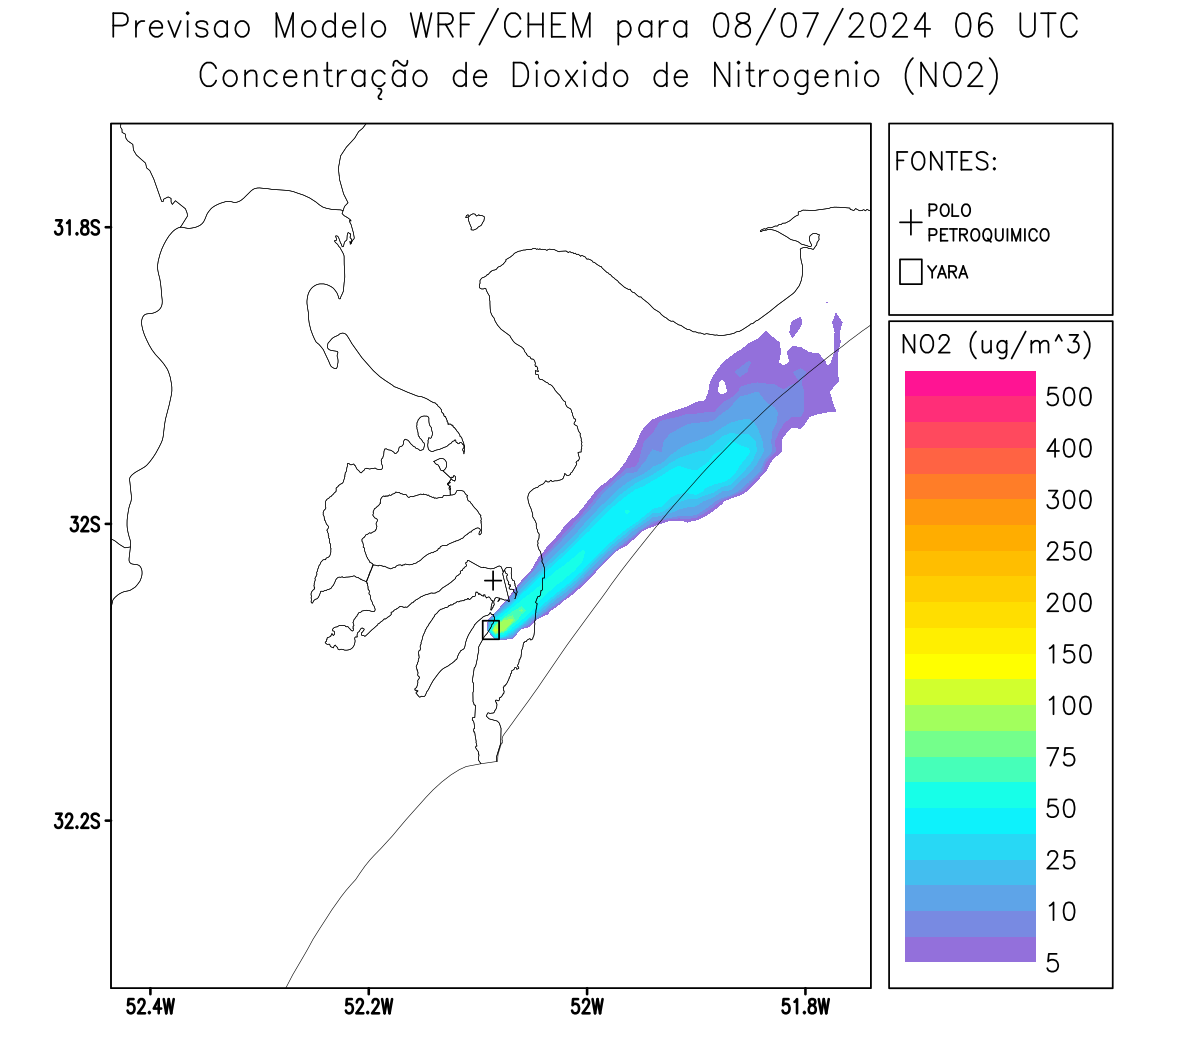 Previsao Modelo WRF/CHEM para 08/07/2024 06 UTC
Concentração de Dioxido de Nitrogenio (NO2)
31.8S
32S
32.2S
52.4W
52.2W
52W
51.8W
FONTES:
POLO
PETROQUIMICO
YARA
NO2 (ug/m^3)
500
400
300
250
200
150
100
75
50
25
10
5